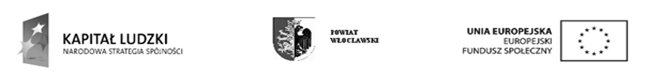 KAPITAŁ LUDZKI
NARODOWA STRATEGIA SPÓJNOŚCI
POWIAT
WŁOCŁAWSKI
UNIA EUROPEJSKA
EUROPEJSKI
FUNDUSZ SPOŁECZNY